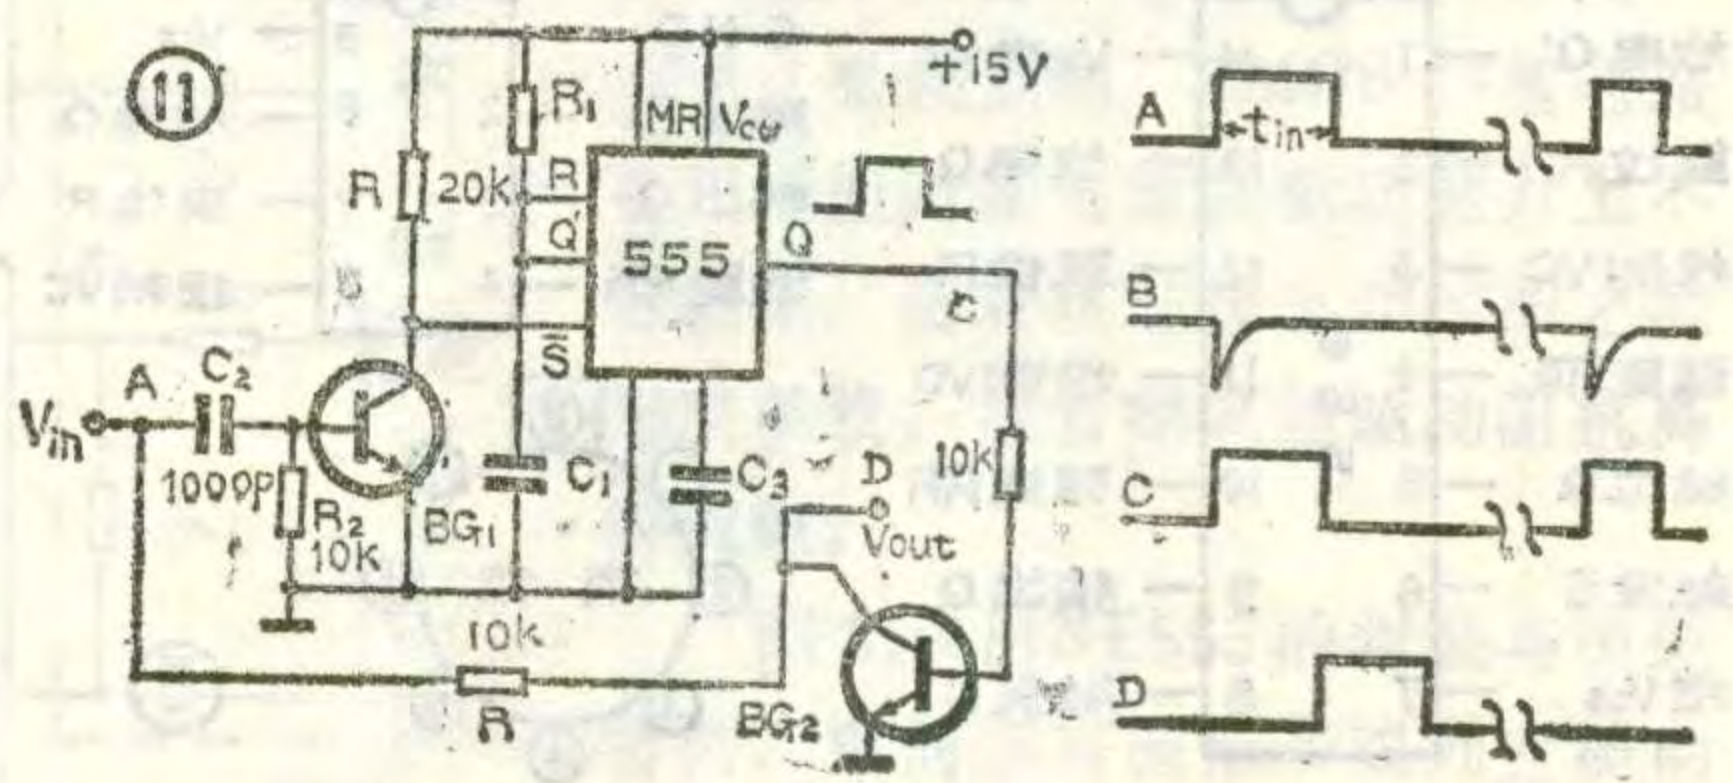 11
+15V
R₁
MR
Vcc
R
20k
R
Q'
555
Q
S̄
C
A
C₂
Vin
1000P
R₂
10k
BG₁
C₁
C₃
D
Vout
10k
10k
R
BG₂
A
tin
B
C
D